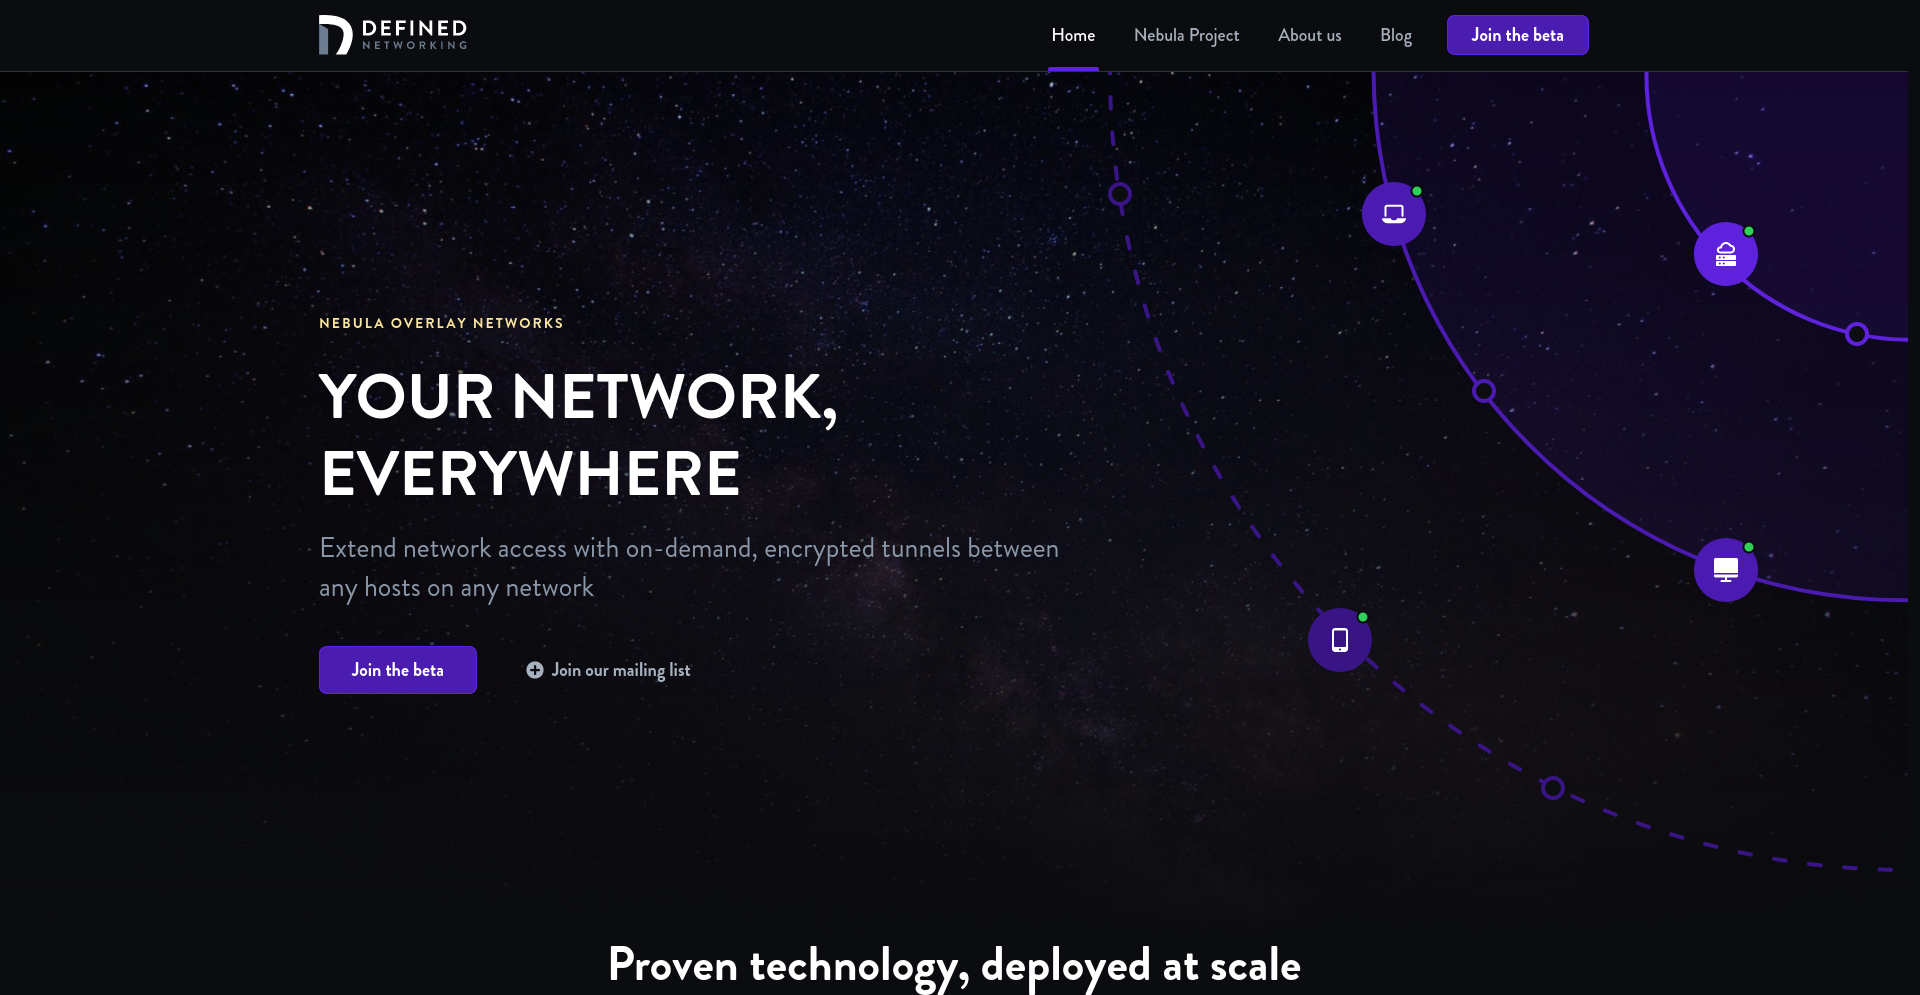 DEFINED
NETWORKING
Home
Nebula Project
About us
Blog
Join the beta
NEBULA OVERLAY NETWORKS
YOUR NETWORK,
EVERYWHERE
Extend network access with on-demand, encrypted tunnels between
any hosts on any network
Join the beta
Join our mailing list
Proven technology, deployed at scale